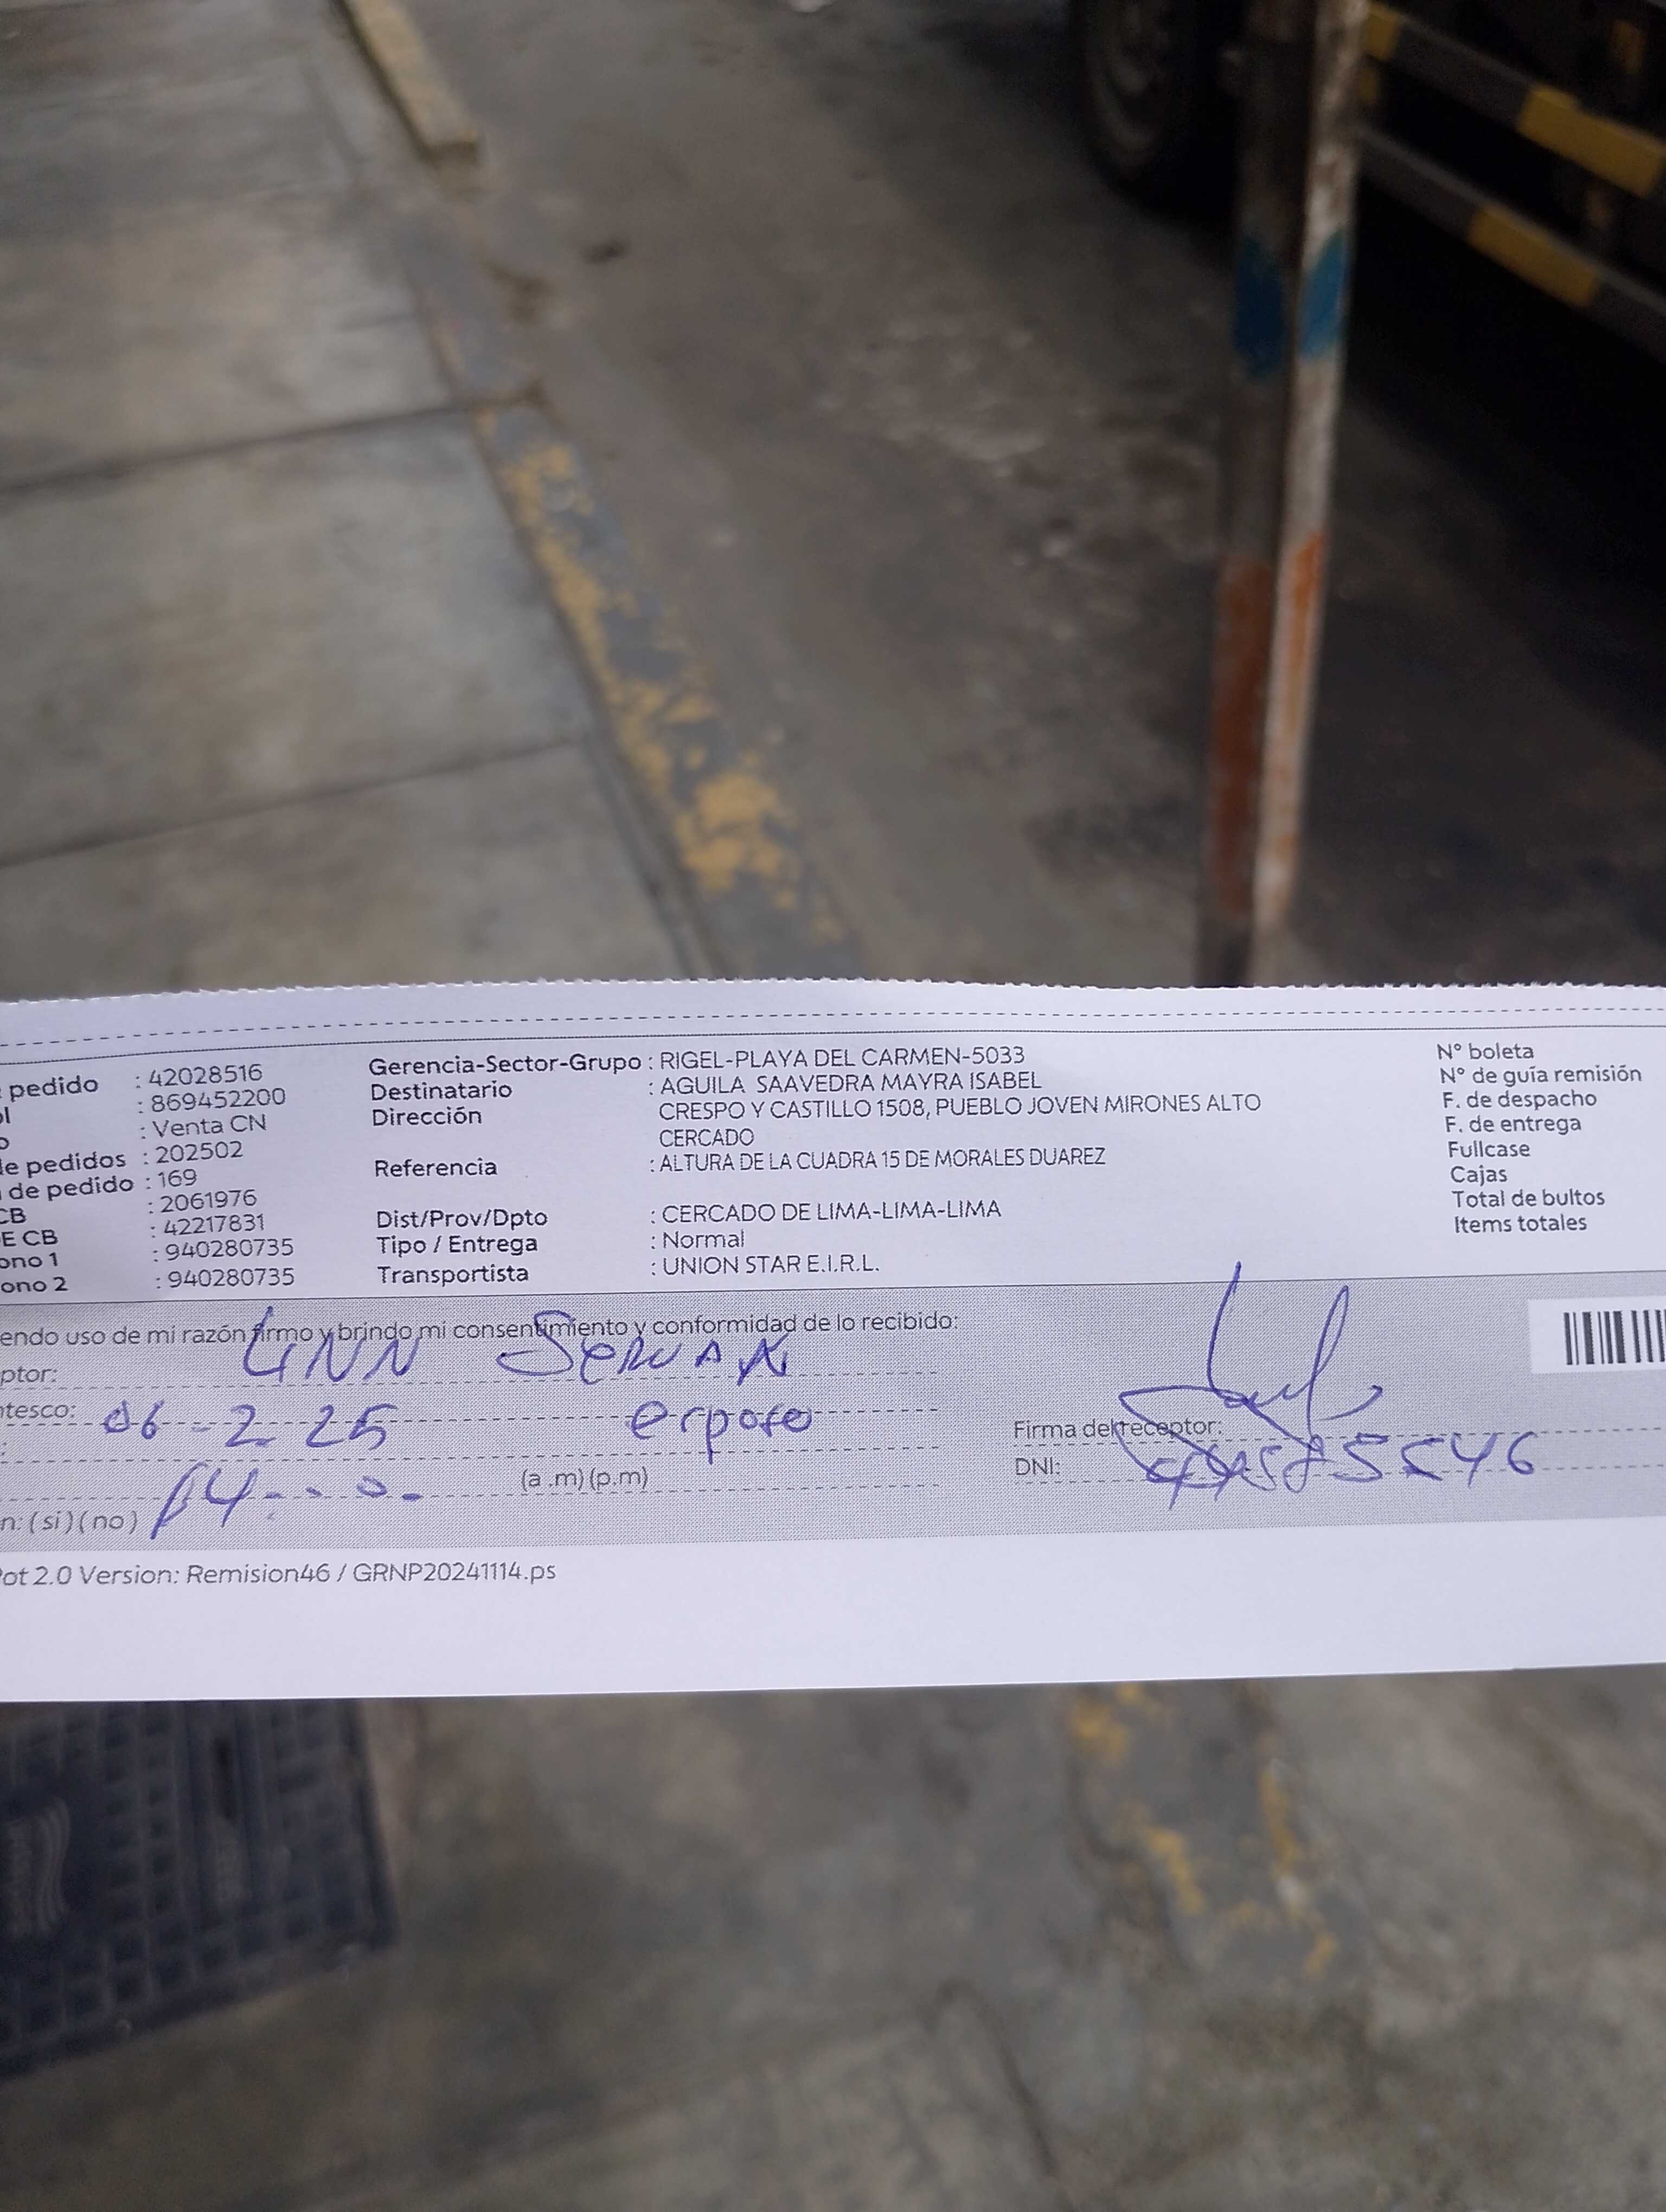 pedido : 42028516
: 869452200
: Venta CN
de pedidos : 202502
de pedido : 169
CB : 2061976
E CB : 42217831
ono 1 : 940280735
ono 2 : 940280735
Gerencia-Sector-Grupo : RIGEL-PLAYA DEL CARMEN-5033
Destinatario : AGUILA SAAVEDRA MAYRA ISABEL
Dirección CRESPO Y CASTILLO 1508, PUEBLO JOVEN MIRONES ALTO
CERCADO
Referencia : ALTURA DE LA CUADRA 15 DE MORALES DUAREZ
Dist/Prov/Dpto : CERCADO DE LIMA-LIMA-LIMA
Tipo / Entrega : Normal
Transportista : UNION STAR E.I.R.L.
N° boleta
N° de guía remisión
F. de despacho
F. de entrega
Fullcase
Cajas
Total de bultos
Items totales
endo uso de mi razón firmo y brindo mi consentimiento y conformidad de lo recibido:
ptor:
ntesco: 06-2-25 esposo
(a .m) (p.m)
n: ( si ) ( no )
Firma del receptor:
DNI:
ot 2.0 Version: Remision46 / GRNP20241114.ps